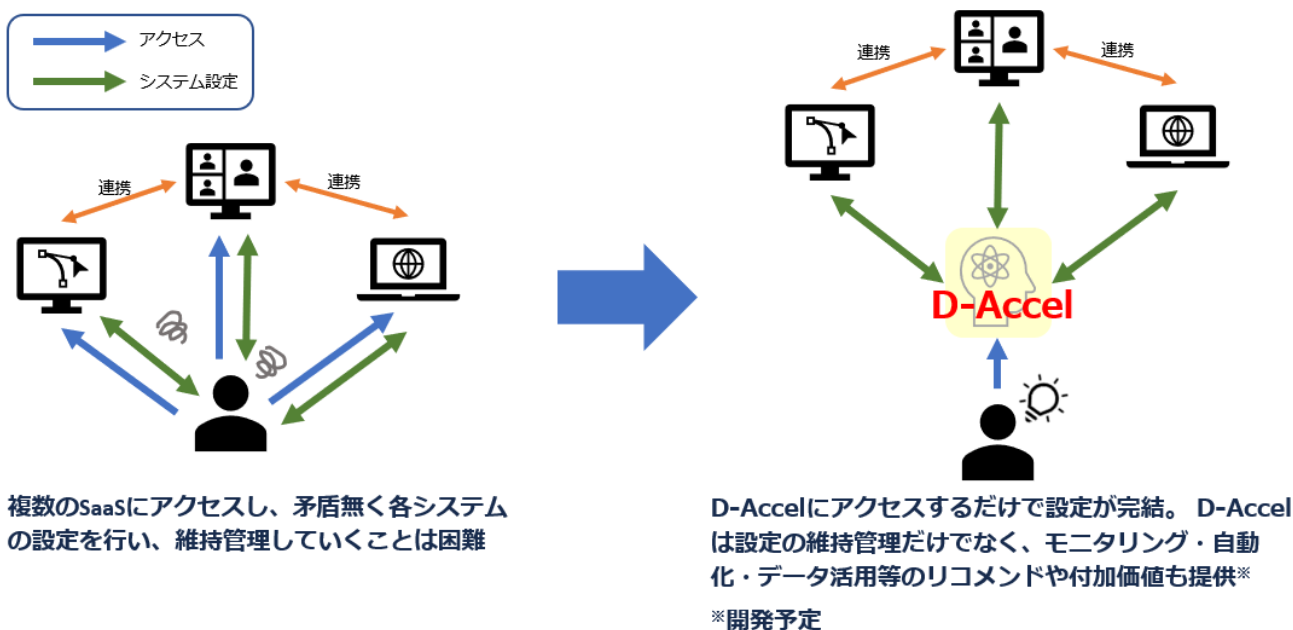 アクセス
システム設定
連携
連携
複数のSaaSにアクセスし、矛盾無く各システム
の設定を行い、維持管理していくことは困難
連携
連携
D-Accel
D-Accelにアクセスするだけで設定が完結。 D-Accel
は設定の維持管理だけでなく、モニタリング・自動
化・データ活用等のリコメンドや付加価値も提供※
※開発予定